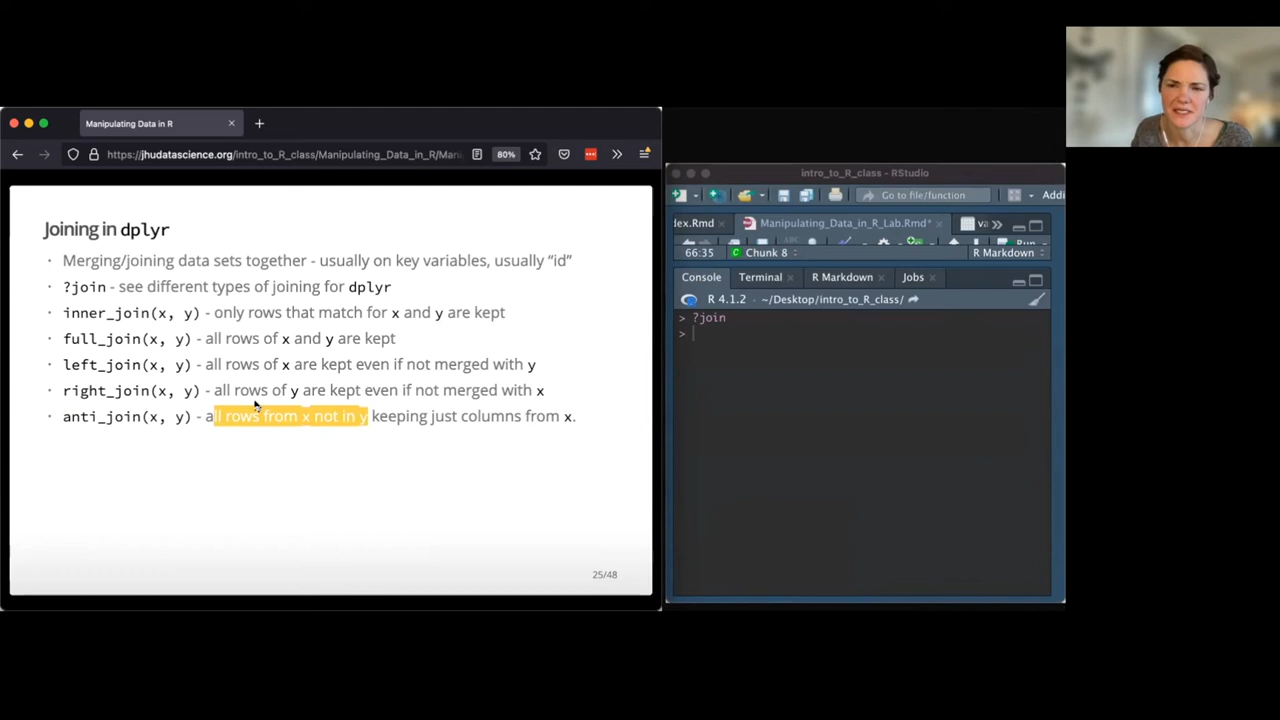 Manipulating Data in R
https://jhudatascience.org/intro_to_R_class/Manipulating_Data_in_R/Man
80%
Joining in dplyr
· Merging/joining data sets together - usually on key variables, usually “id”
· ?join - see different types of joining for dplyr
· inner_join(x, y) - only rows that match for x and y are kept
· full_join(x, y) - all rows of x and y are kept
· left_join(x, y) - all rows of x are kept even if not merged with y
· right_join(x, y) - all rows of y are kept even if not merged with x
· anti_join(x, y) - all rows from x not in y keeping just columns from x.
25/48
intro_to_R_class - RStudio
Go to file/function
Addi
dex.Rmd
Manipulating_Data_in_R_Lab.Rmd*
va
66:35
Chunk 8
R Markdown
Console
Terminal
R Markdown
Jobs
R 4.1.2 · ~/Desktop/intro_to_R_class/
> ?join
>